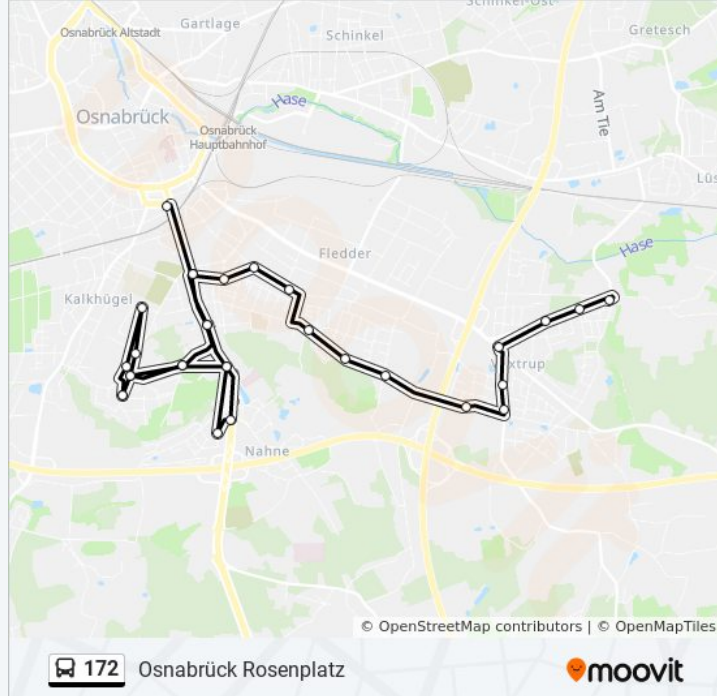 Schinkel-Ost
Gartlage
Osnabrück Altstadt
Schinkel
Gretesch
Hase
Am Tie
Osnabrück
Osnabrück
Hauptbahnhof
Lüs
Hase
Fledder
Kalkhügel
xtrup
Nahne
© OpenStreetMap contributors | © OpenMapTiles
172 Osnabrück Rosenplatz
moovit